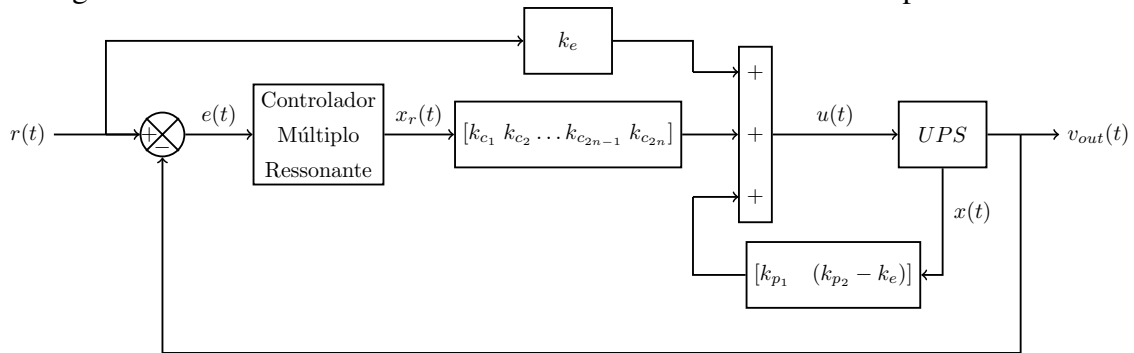 k_e
r(t)
+
−
e(t)
Controlador
Múltiplo
Ressonante
x_r(t)
[k_{c_1} k_{c_2} … k_{c_{2n−1}} k_{c_{2n}}]
+
+
+
u(t)
UPS
v_{out}(t)
x(t)
[k_{p_1} (k_{p_2} − k_e)]